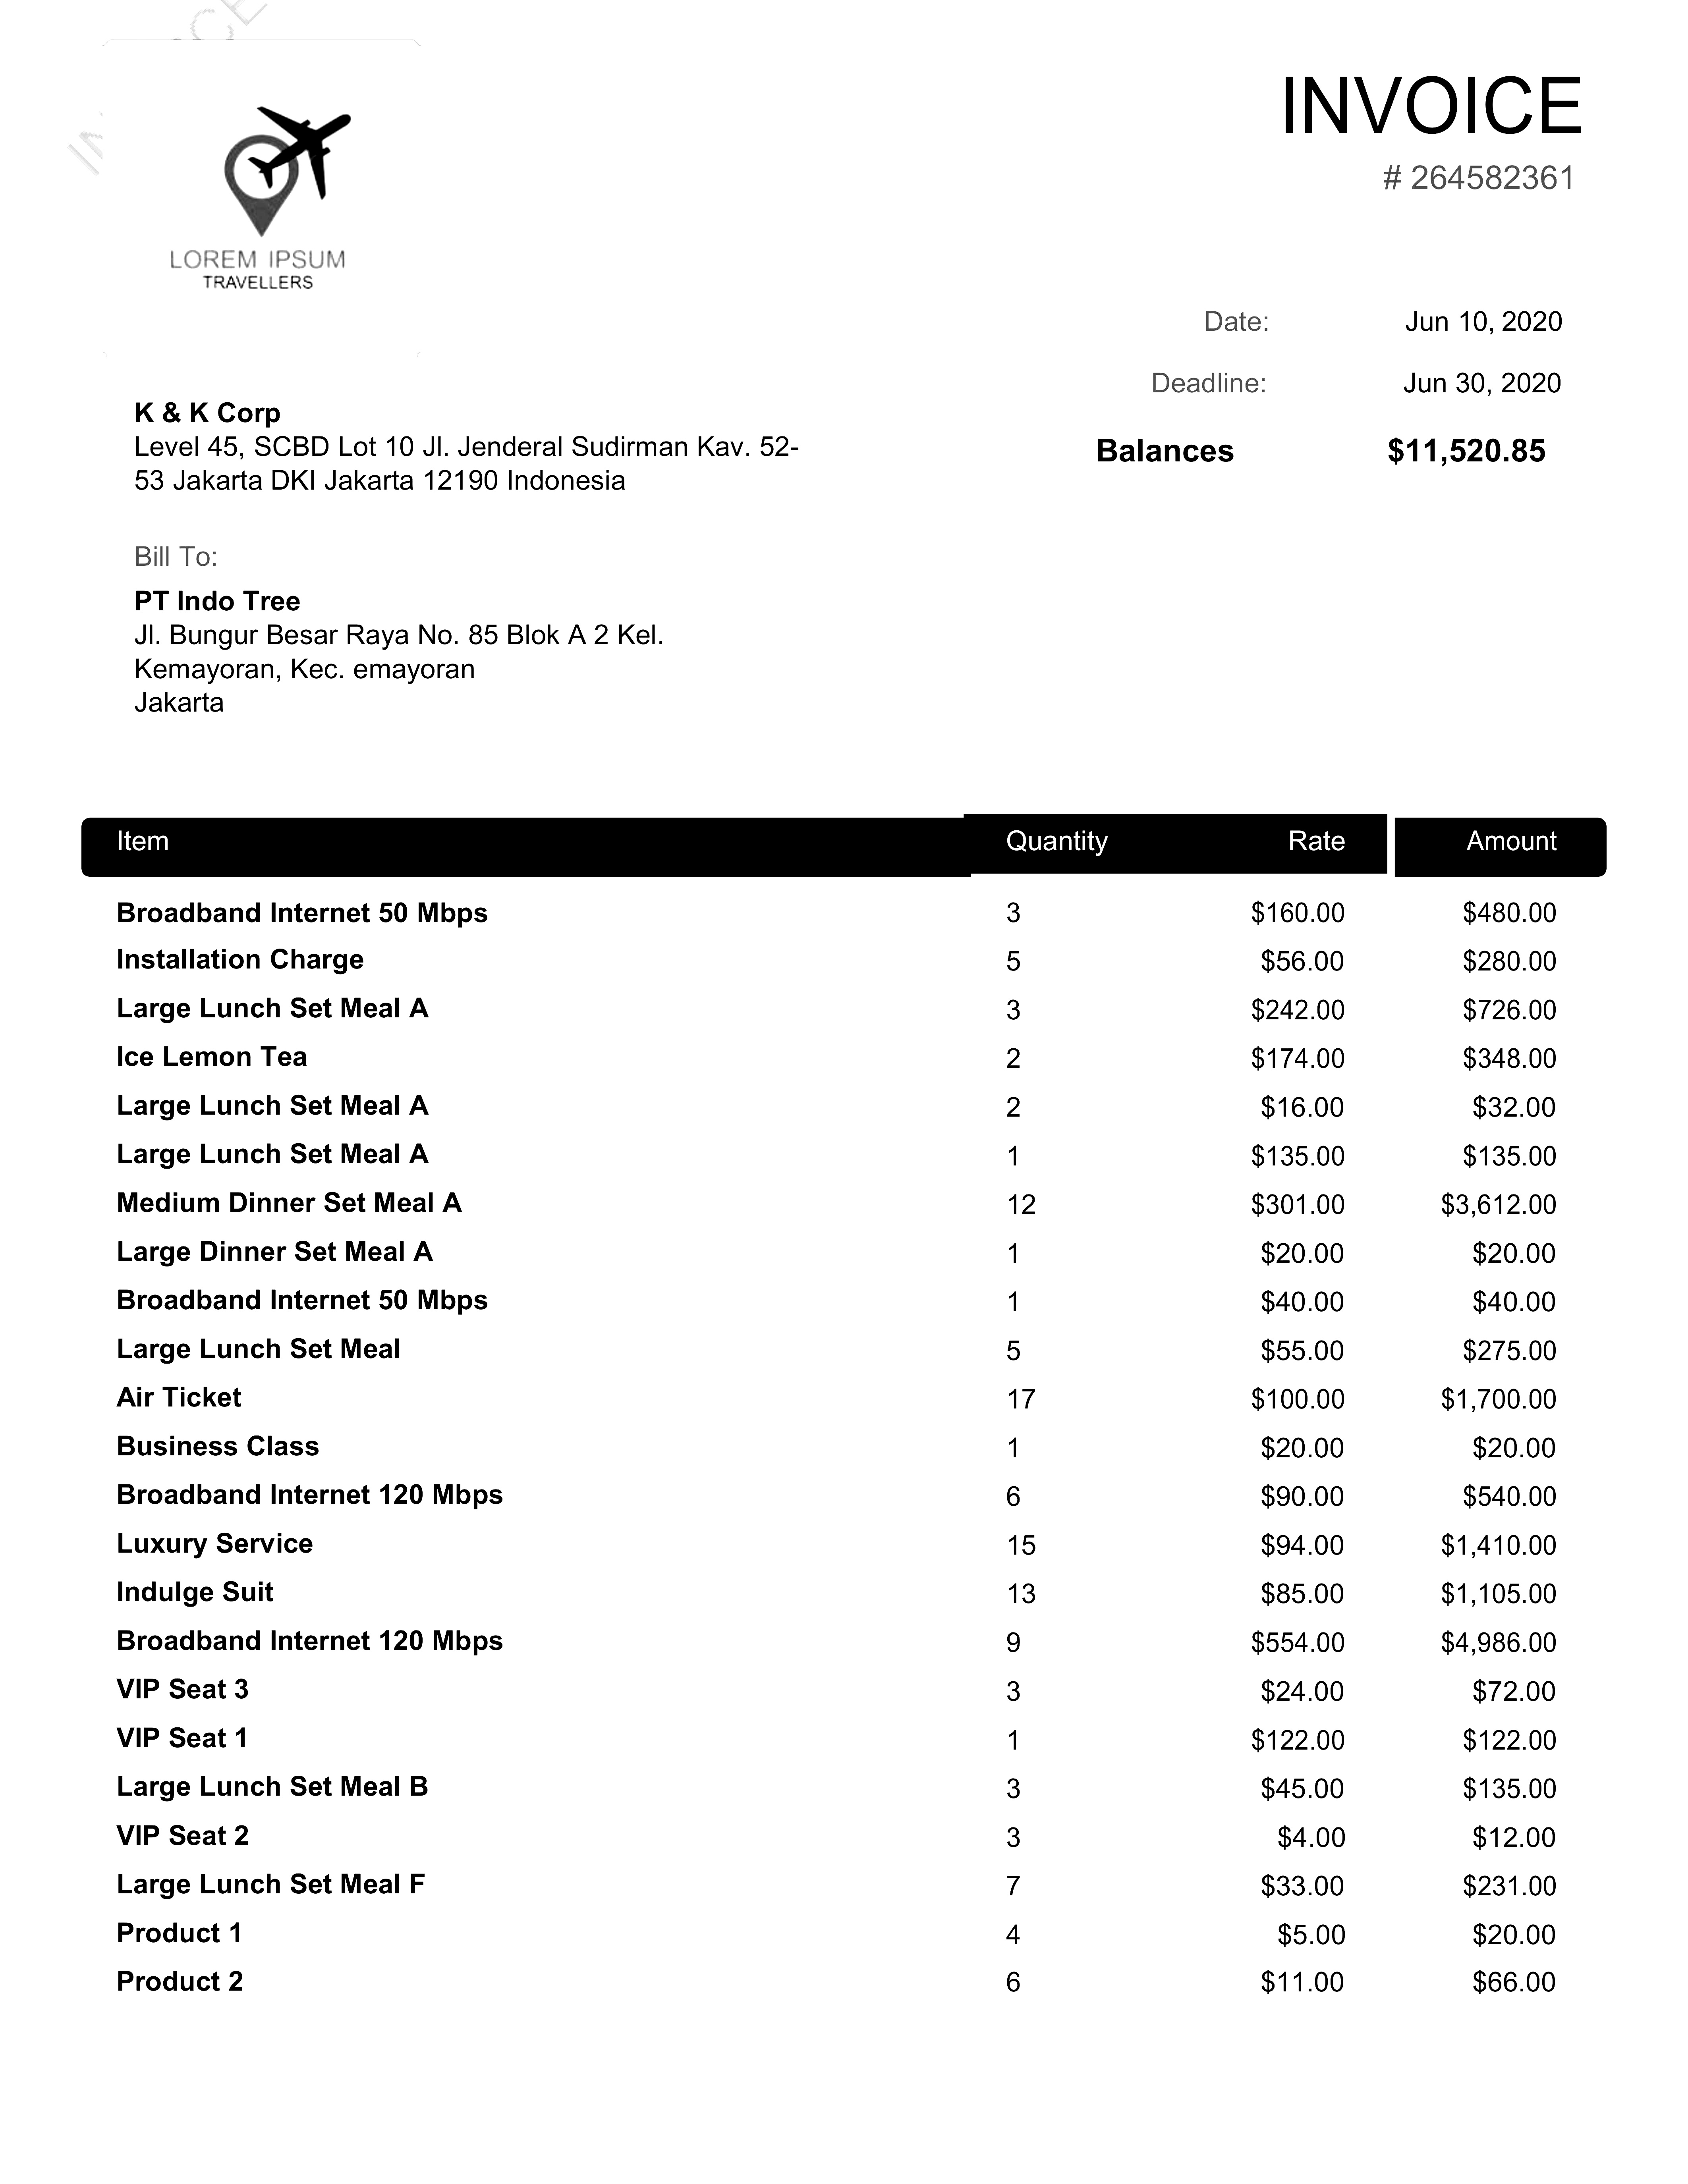 INVOICE
# 264582361
LOREM IPSUM
TRAVELLERS
Date: Jun 10, 2020
Deadline: Jun 30, 2020
Balances $11,520.85
K & K Corp
Level 45, SCBD Lot 10 Jl. Jenderal Sudirman Kav. 52-
53 Jakarta DKI Jakarta 12190 Indonesia
Bill To:
PT Indo Tree
Jl. Bungur Besar Raya No. 85 Blok A 2 Kel.
Kemayoran, Kec. emayoran
Jakarta
Item Quantity Rate Amount
Broadband Internet 50 Mbps 3 $160.00 $480.00
Installation Charge 5 $56.00 $280.00
Large Lunch Set Meal A 3 $242.00 $726.00
Ice Lemon Tea 2 $174.00 $348.00
Large Lunch Set Meal A 2 $16.00 $32.00
Large Lunch Set Meal A 1 $135.00 $135.00
Medium Dinner Set Meal A 12 $301.00 $3,612.00
Large Dinner Set Meal A 1 $20.00 $20.00
Broadband Internet 50 Mbps 1 $40.00 $40.00
Large Lunch Set Meal 5 $55.00 $275.00
Air Ticket 17 $100.00 $1,700.00
Business Class 1 $20.00 $20.00
Broadband Internet 120 Mbps 6 $90.00 $540.00
Luxury Service 15 $94.00 $1,410.00
Indulge Suit 13 $85.00 $1,105.00
Broadband Internet 120 Mbps 9 $554.00 $4,986.00
VIP Seat 3 3 $24.00 $72.00
VIP Seat 1 1 $122.00 $122.00
Large Lunch Set Meal B 3 $45.00 $135.00
VIP Seat 2 3 $4.00 $12.00
Large Lunch Set Meal F 7 $33.00 $231.00
Product 1 4 $5.00 $20.00
Product 2 6 $11.00 $66.00